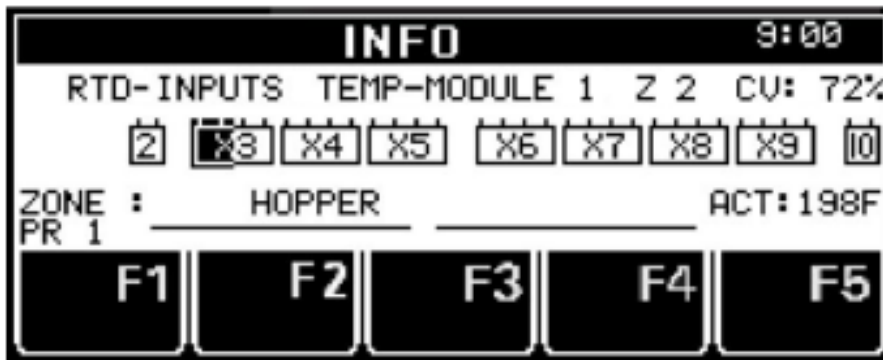 INFO 9:00
RTD-INPUTS TEMP-MODULE 1 Z 2 CV: 72%
2 X3 X4 X5 X6 X7 X8 X9 10
ZONE : HOPPER ACT:198F
PR 1
F1 F2 F3 F4 F5